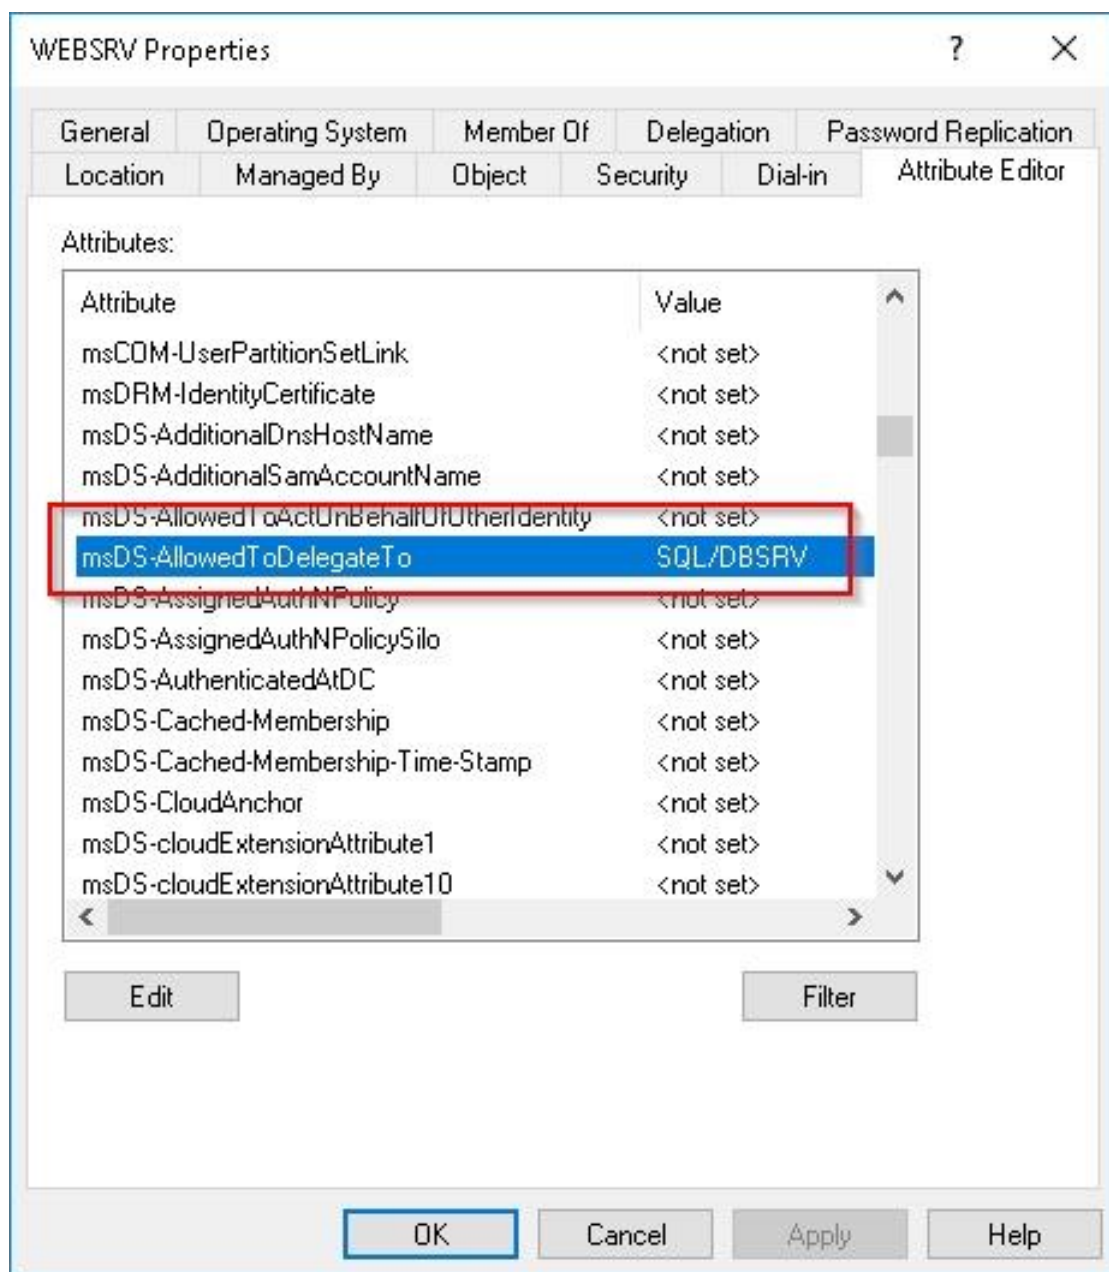 WEBSRV Properties ? ×
General Operating System Member Of Delegation Password Replication
Location Managed By Object Security Dial-in Attribute Editor
Attributes:
Attribute Value
msCOM-UserPartitionSetLink <not set>
msDRM-IdentityCertificate <not set>
msDS-AdditionalDnsHostName <not set>
msDS-AdditionalSamAccountName <not set>
msDS-AllowedToActOnBehalfOfOtherIdentity <not set>
msDS-AllowedToDelegateTo SQL/DBSRV
msDS-AssignedAuthNPolicy <not set>
msDS-AssignedAuthNPolicySilo <not set>
msDS-AuthenticatedAtDC <not set>
msDS-Cached-Membership <not set>
msDS-Cached-Membership-Time-Stamp <not set>
msDS-CloudAnchor <not set>
msDS-cloudExtensionAttribute1 <not set>
msDS-cloudExtensionAttribute10 <not set>
Edit Filter
OK Cancel Apply Help